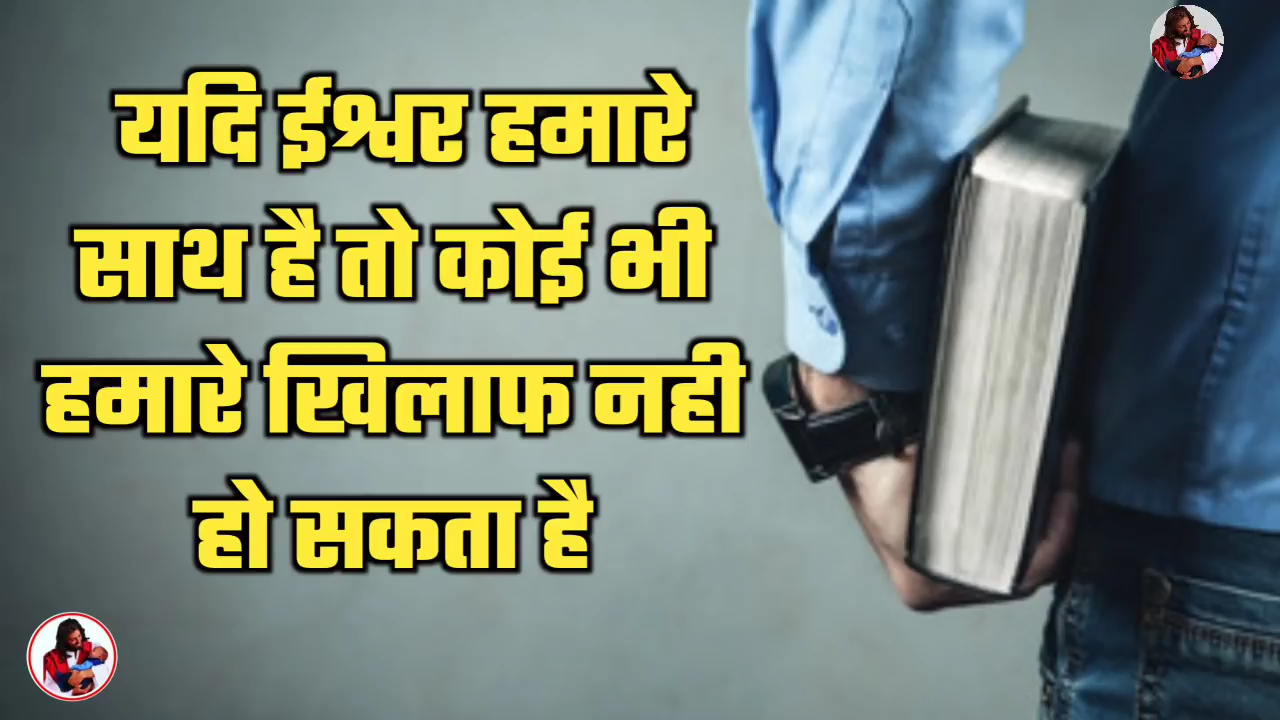 यदि ईश्वर हमारे
साथ है तो कोई भी
हमारे खिलाफ नही
हो सकता है